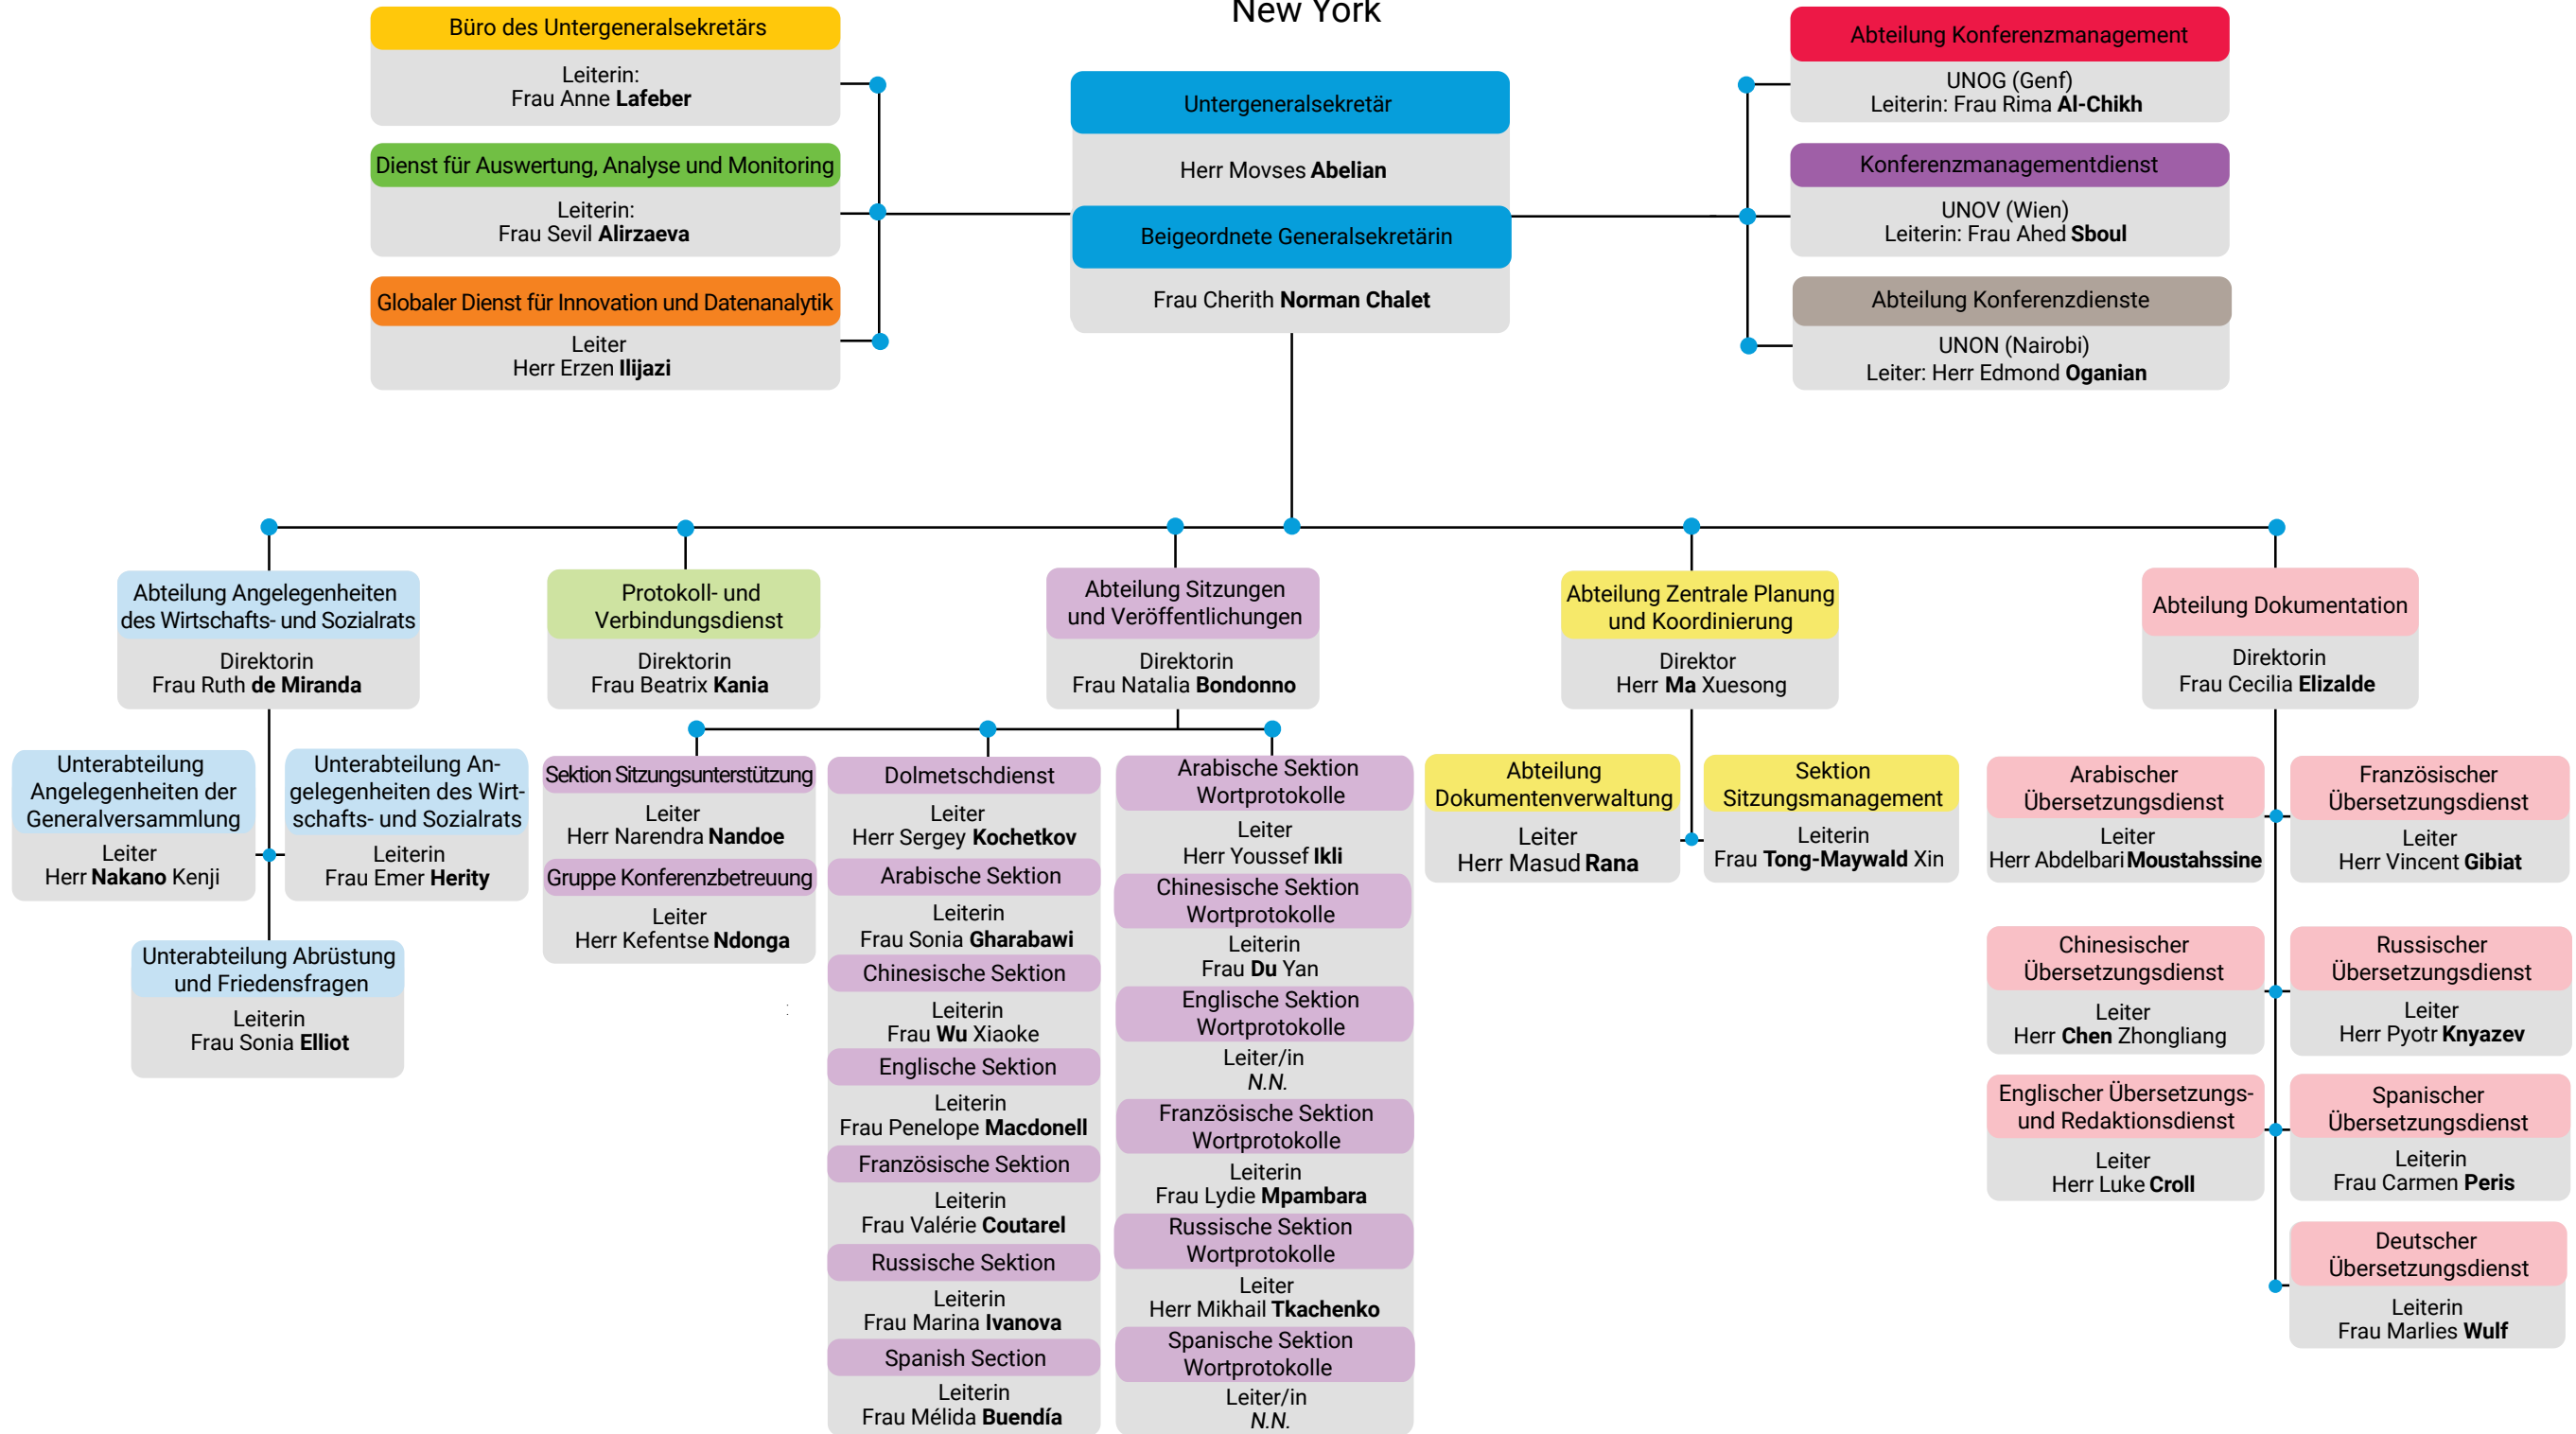 New York
Büro des Untergeneralsekretärs
Leiterin:
Frau Anne Lafeber
Dienst für Auswertung, Analyse und Monitoring
Leiterin:
Frau Sevil Alirzaeva
Globaler Dienst für Innovation und Datenanalytik
Leiter
Herr Erzen Ilijazi
Untergeneralsekretär
Herr Movses Abelian
Beigeordnete Generalsekretärin
Frau Cherith Norman Chalet
Abteilung Konferenzmanagement
UNOG (Genf)
Leiterin: Frau Rima Al-Chikh
Konferenzmanagementdienst
UNOV (Wien)
Leiterin: Frau Ahed Sboul
Abteilung Konferenzdienste
UNON (Nairobi)
Leiter: Herr Edmond Oganian
Abteilung Angelegenheiten
des Wirtschafts- und Sozialrats
Direktorin
Frau Ruth de Miranda
Unterabteilung
Angelegenheiten der
Generalversammlung
Leiter
Herr Nakano Kenji
Unterabteilung An-
gelegenheiten des Wirt-
schafts- und Sozialrats
Leiterin
Frau Emer Herity
Unterabteilung Abrüstung
und Friedensfragen
Leiterin
Frau Sonia Elliot
Protokoll- und
Verbindungsdienst
Direktorin
Frau Beatrix Kania
Abteilung Sitzungen
und Veröffentlichungen
Direktorin
Frau Natalia Bondonno
Sektion Sitzungsunterstützung
Leiter
Herr Narendra Nandoe
Gruppe Konferenzbetreuung
Leiter
Herr Kefentse Ndonga
Dolmetschdienst
Leiter
Herr Sergey Kochetkov
Arabische Sektion
Leiterin
Frau Sonia Gharabawi
Chinesische Sektion
Leiterin
Frau Wu Xiaoke
Englische Sektion
Leiterin
Frau Penelope Macdonell
Französische Sektion
Leiterin
Frau Valérie Coutarel
Russische Sektion
Leiterin
Frau Marina Ivanova
Spanish Section
Leiterin
Frau Mélida Buendía
Arabische Sektion
Wortprotokolle
Leiter
Herr Youssef Ikli
Chinesische Sektion
Wortprotokolle
Leiterin
Frau Du Yan
Englische Sektion
Wortprotokolle
Leiter/in
N.N.
Französische Sektion
Wortprotokolle
Leiterin
Frau Lydie Mpambara
Russische Sektion
Wortprotokolle
Leiter
Herr Mikhail Tkachenko
Spanische Sektion
Wortprotokolle
Leiter/in
N.N.
Abteilung Zentrale Planung
und Koordinierung
Direktor
Herr Ma Xuesong
Abteilung
Dokumentenverwaltung
Leiter
Herr Masud Rana
Sektion
Sitzungsmanagement
Leiterin
Frau Tong-Maywald Xin
Abteilung Dokumentation
Direktorin
Frau Cecilia Elizalde
Arabischer
Übersetzungsdienst
Leiter
Herr Abdelbari Moustahssine
Französischer
Übersetzungsdienst
Leiter
Herr Vincent Gibiat
Chinesischer
Übersetzungsdienst
Leiter
Herr Chen Zhongliang
Russischer
Übersetzungsdienst
Leiter
Herr Pyotr Knyazev
Englischer Übersetzungs-
und Redaktionsdienst
Leiter
Herr Luke Croll
Spanischer
Übersetzungsdienst
Leiterin
Frau Carmen Peris
Deutscher
Übersetzungsdienst
Leiterin
Frau Marlies Wulf